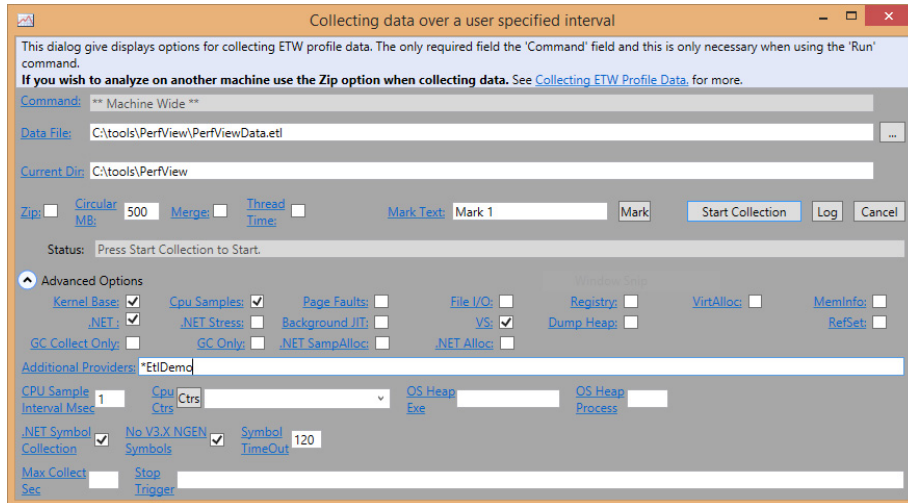 Collecting data over a user specified interval
This dialog give displays options for collecting ETW profile data. The only required field the 'Command' field and this is only necessary when using the 'Run'
command.
If you wish to analyze on another machine use the Zip option when collecting data. See Collecting ETW Profile Data. for more.
Command: ** Machine Wide **
Data File: C:\tools\PerfView\PerfViewData.etl ...
Current Dir: C:\tools\PerfView
Zip: Circular MB: 500 Merge: Thread Time: Mark Text: Mark 1 Mark Start Collection Log Cancel
Status: Press Start Collection to Start.
Advanced Options
Kernel Base: Cpu Samples: Page Faults: File I/O: Registry: VirtAlloc: MemInfo:
.NET : .NET Stress: Background JIT: VS: Dump Heap: RefSet:
GC Collect Only: GC Only: .NET SampAlloc: .NET Alloc:
Additional Providers: *EtlDemo
CPU Sample Interval Msec 1 Cpu Ctrs Ctrs OS Heap Exe OS Heap Process
.NET Symbol Collection No V3.X NGEN Symbols Symbol TimeOut 120
Max Collect Sec Stop Trigger